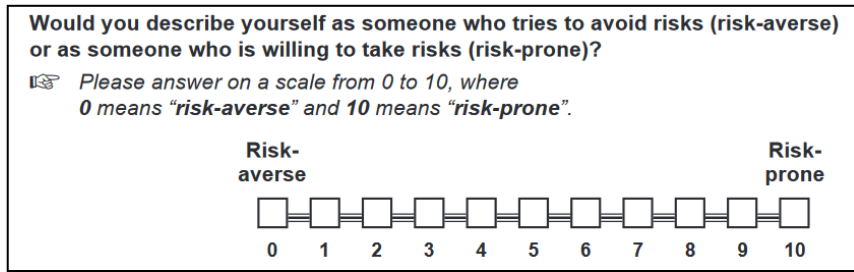 Would you describe yourself as someone who tries to avoid risks (risk-averse)
or as someone who is willing to take risks (risk-prone)?
☞ Please answer on a scale from 0 to 10, where
0 means “risk-averse” and 10 means “risk-prone”.
Risk- Risk-
averse prone
0 1 2 3 4 5 6 7 8 9 10